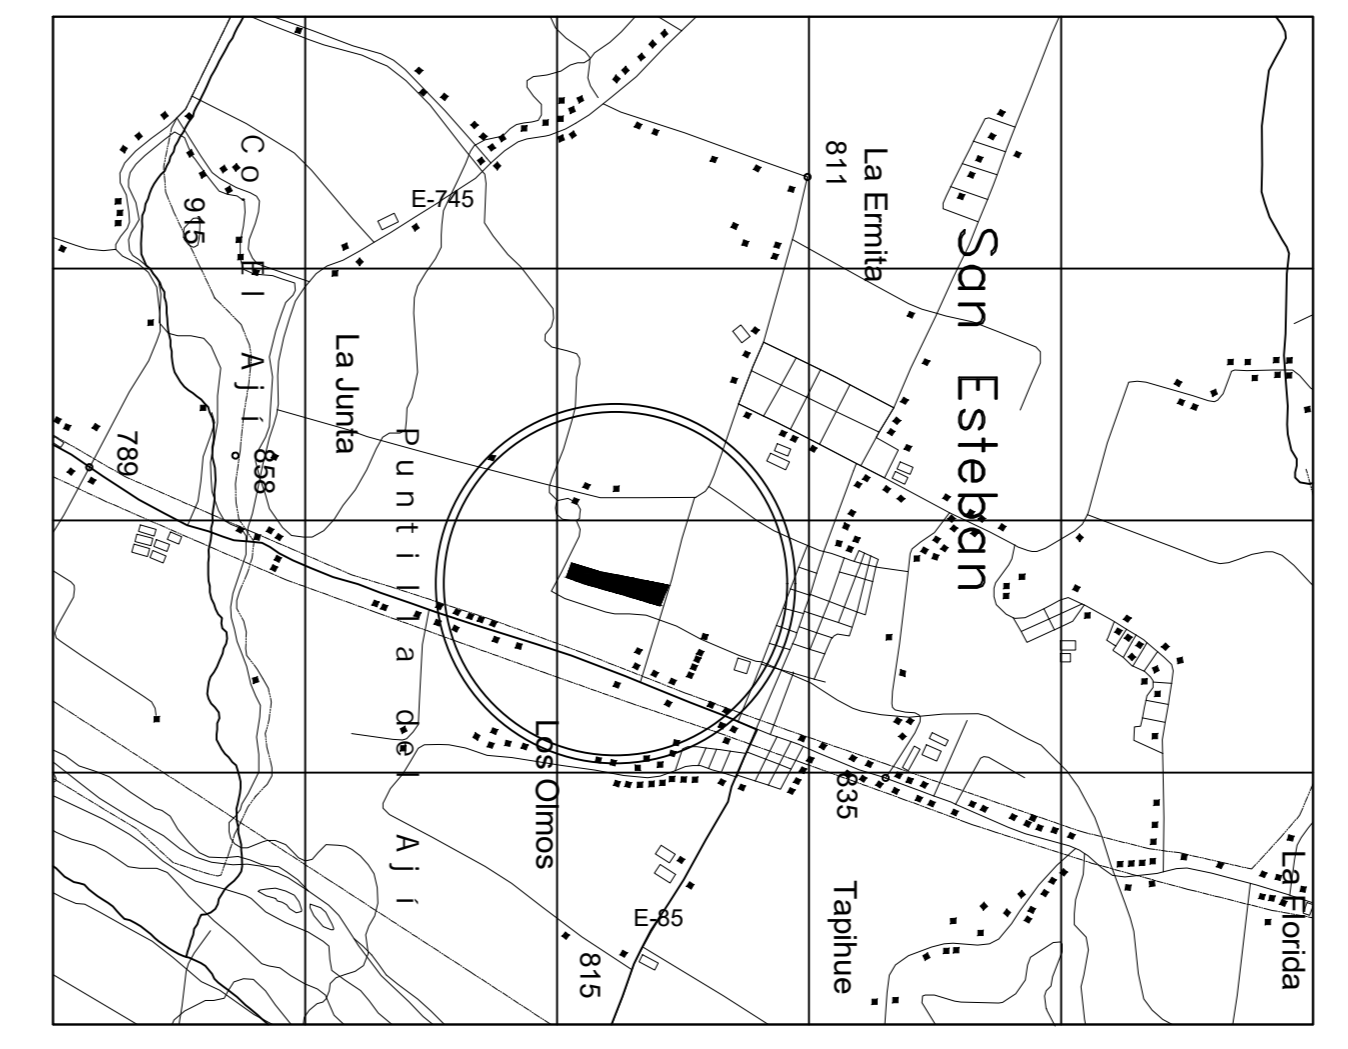 La Florida
San Esteban
La Ermita
811
835
Tapihue
815
Los Olmos
Puntilla del Ají
La Junta
Co. El Ají
858
915
789
E-745
E-85